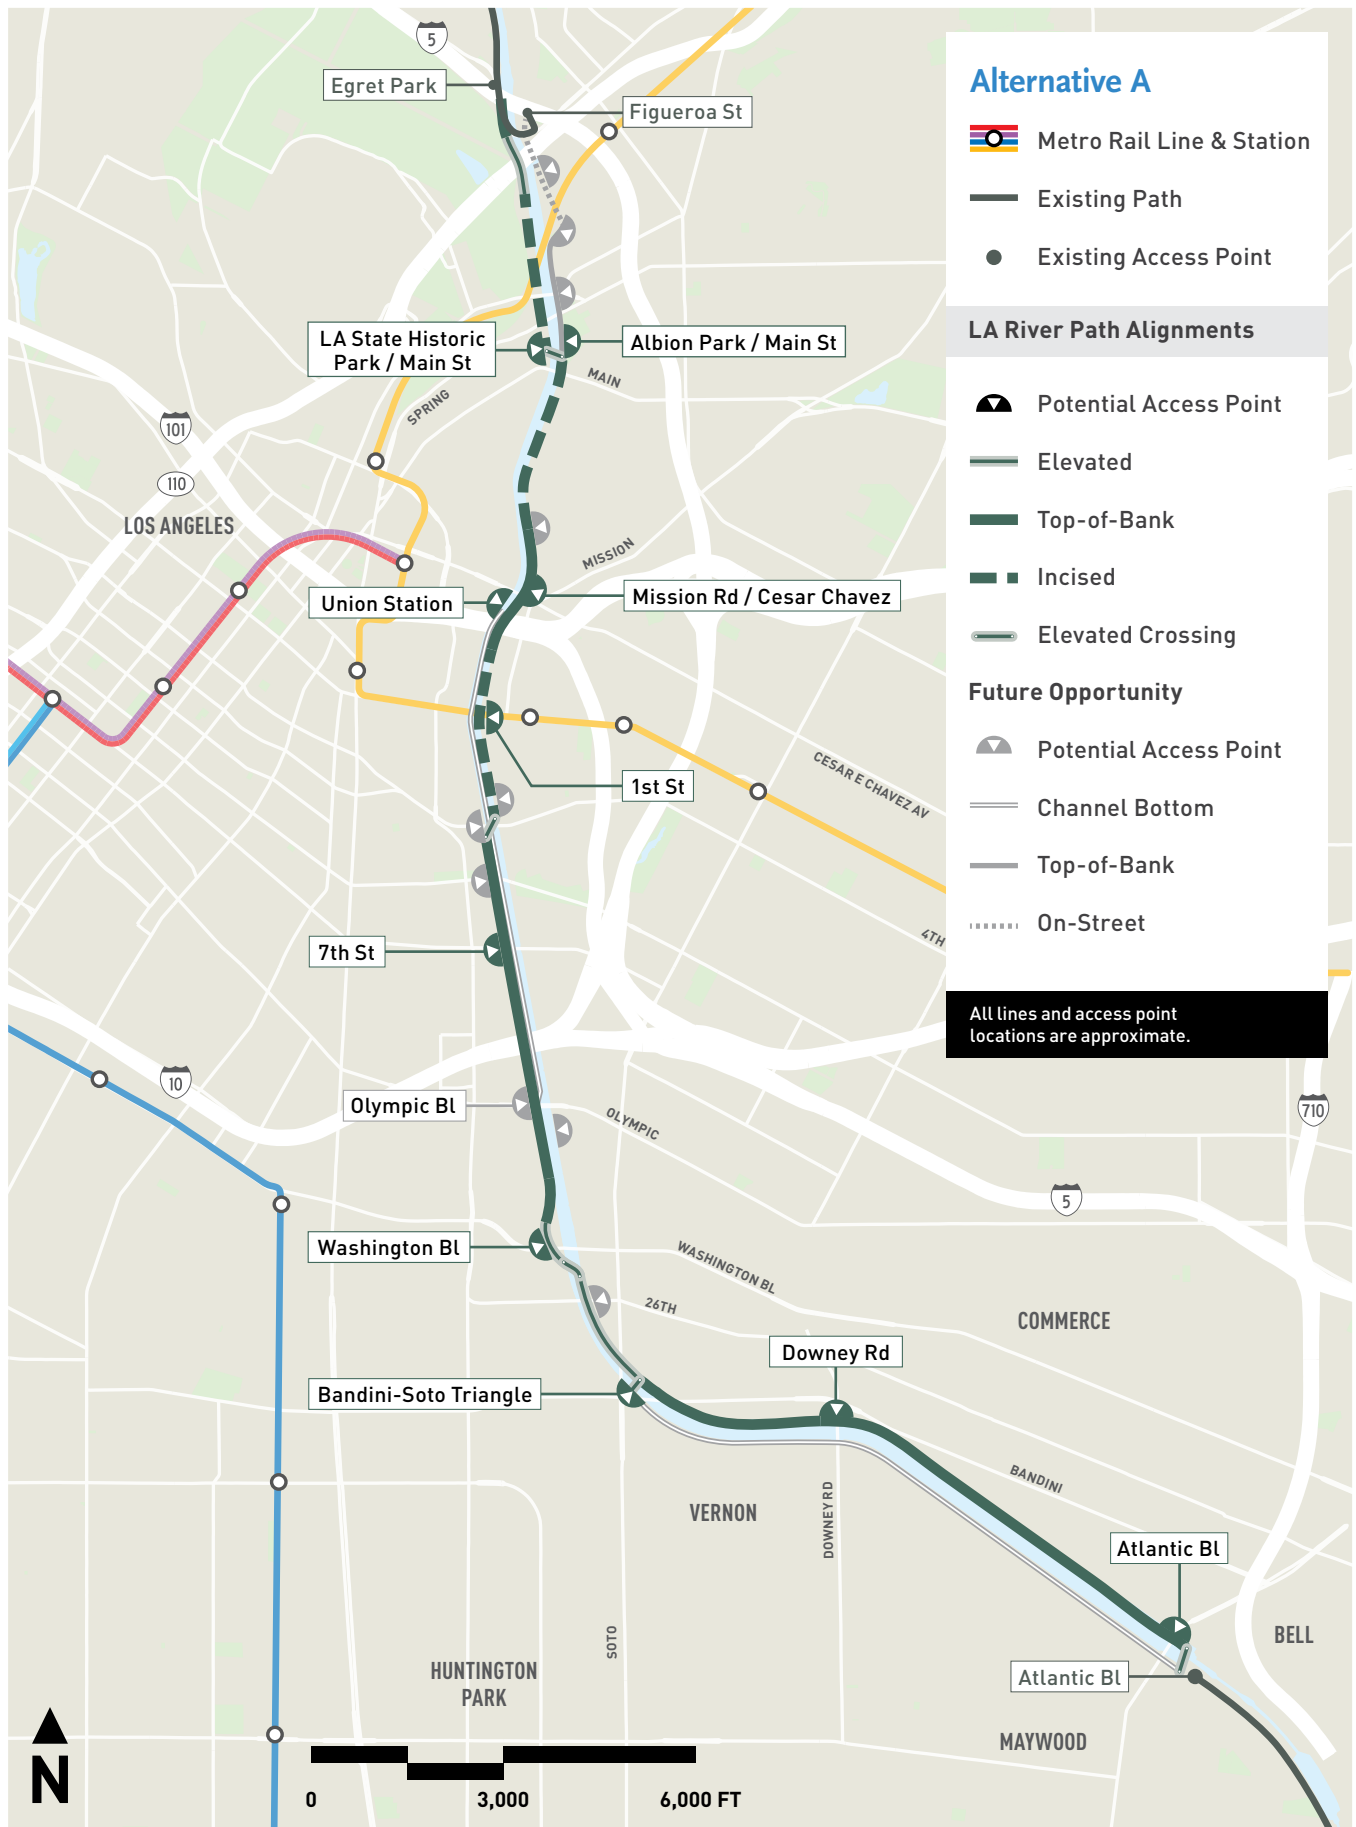 5
Egret Park
Figueroa St
Alternative A
Metro Rail Line & Station
Existing Path
Existing Access Point
LA River Path Alignments
Potential Access Point
Elevated
Top-of-Bank
Incised
Elevated Crossing
Future Opportunity
Potential Access Point
Channel Bottom
Top-of-Bank
On-Street
All lines and access point
locations are approximate.
LA State Historic
Park / Main St
Albion Park / Main St
MAIN
SPRING
101
110
LOS ANGELES
MISSION
Union Station
Mission Rd / Cesar Chavez
1st St
CESAR E CHAVEZ AV
4TH
7th St
10
Olympic Bl
OLYMPIC
710
5
Washington Bl
WASHINGTON BL
26TH
COMMERCE
Downey Rd
Bandini-Soto Triangle
BANDINI
VERNON
DOWNEY RD
Atlantic Bl
SOTO
BELL
HUNTINGTON
PARK
Atlantic Bl
MAYWOOD
N
0
3,000
6,000 FT